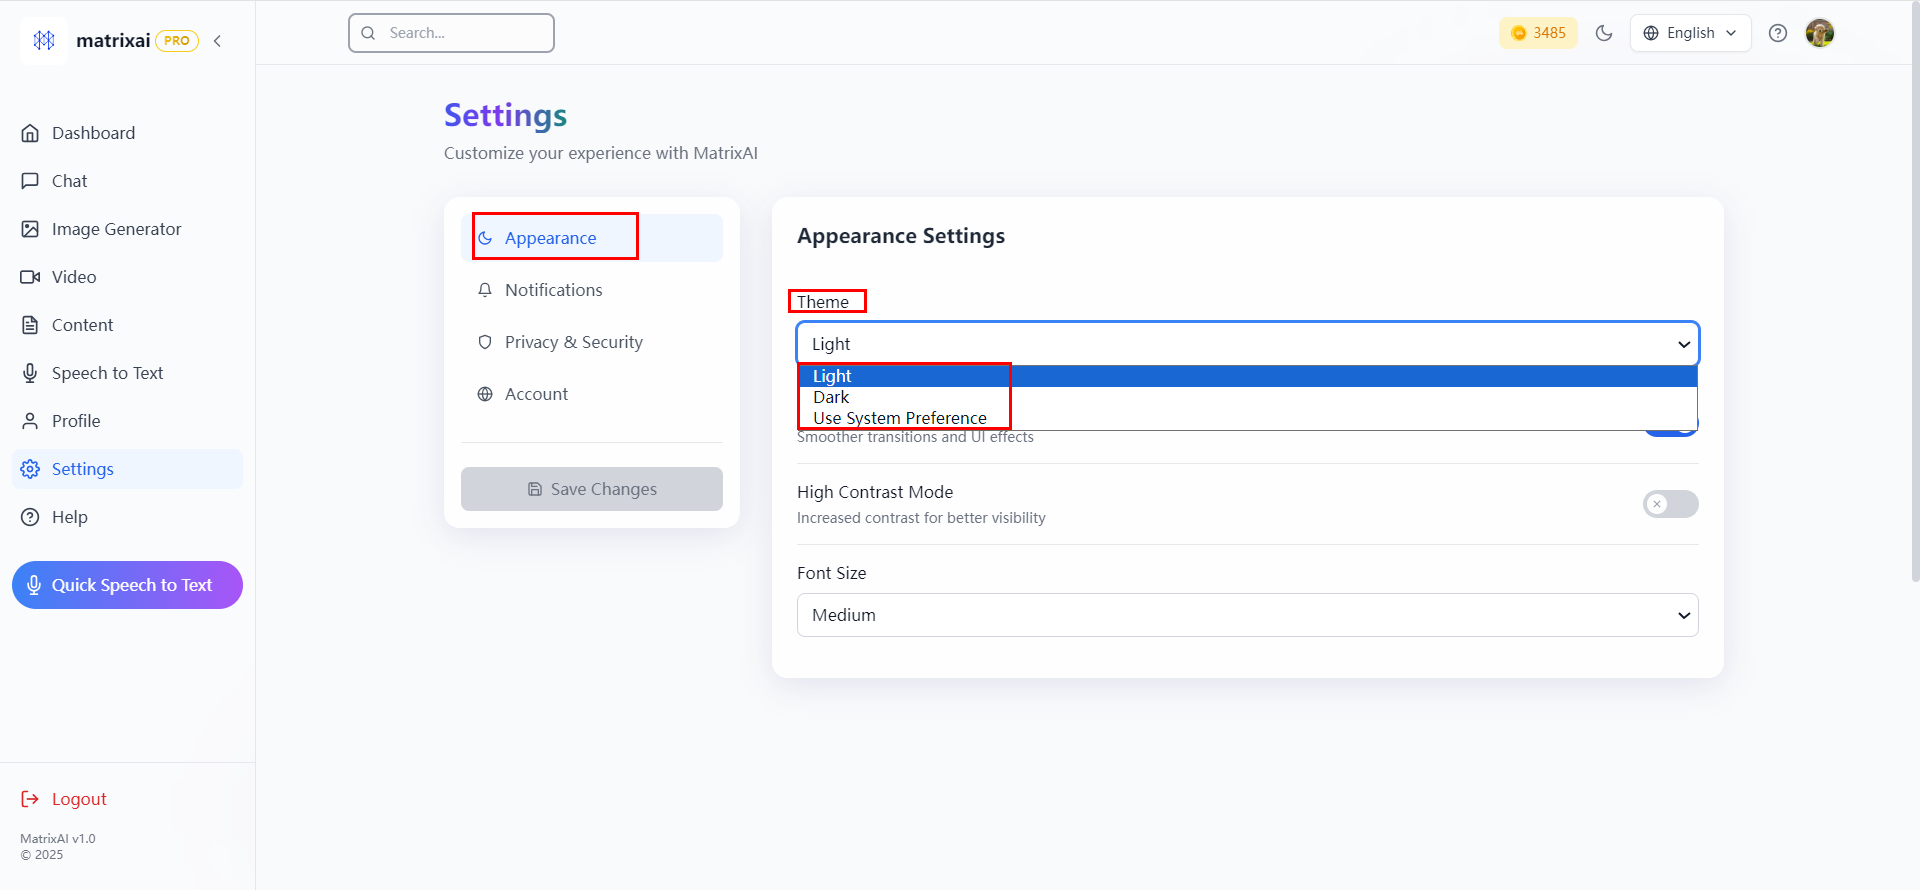 matrixai PRO
Search...
3485
English
Dashboard
Chat
Image Generator
Video
Content
Speech to Text
Profile
Settings
Help
Quick Speech to Text
Logout
MatrixAI v1.0
© 2025
Settings
Customize your experience with MatrixAI
Appearance
Notifications
Privacy & Security
Account
Save Changes
Appearance Settings
Theme
Light
Light
Dark
Use System Preference
Smoother transitions and UI effects
High Contrast Mode
Increased contrast for better visibility
Font Size
Medium